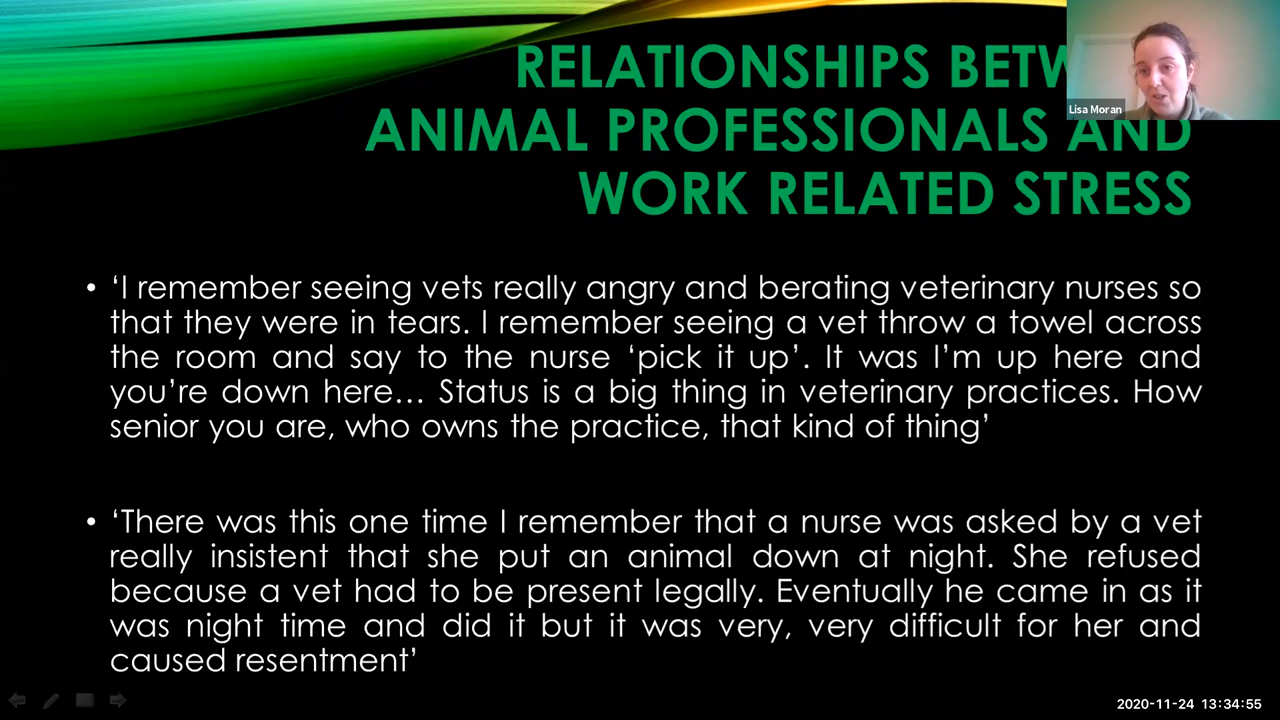 RELATIONSHIPS BETW
ANIMAL PROFESSIONALS AND
WORK RELATED STRESS
Lisa Moran
• ‘I remember seeing vets really angry and berating veterinary nurses so
that they were in tears. I remember seeing a vet throw a towel across
the room and say to the nurse ‘pick it up’. It was I’m up here and
you’re down here… Status is a big thing in veterinary practices. How
senior you are, who owns the practice, that kind of thing’
• ‘There was this one time I remember that a nurse was asked by a vet
really insistent that she put an animal down at night. She refused
because a vet had to be present legally. Eventually he came in as it
was night time and did it but it was very, very difficult for her and
caused resentment’
2020-11-24 13:34:55